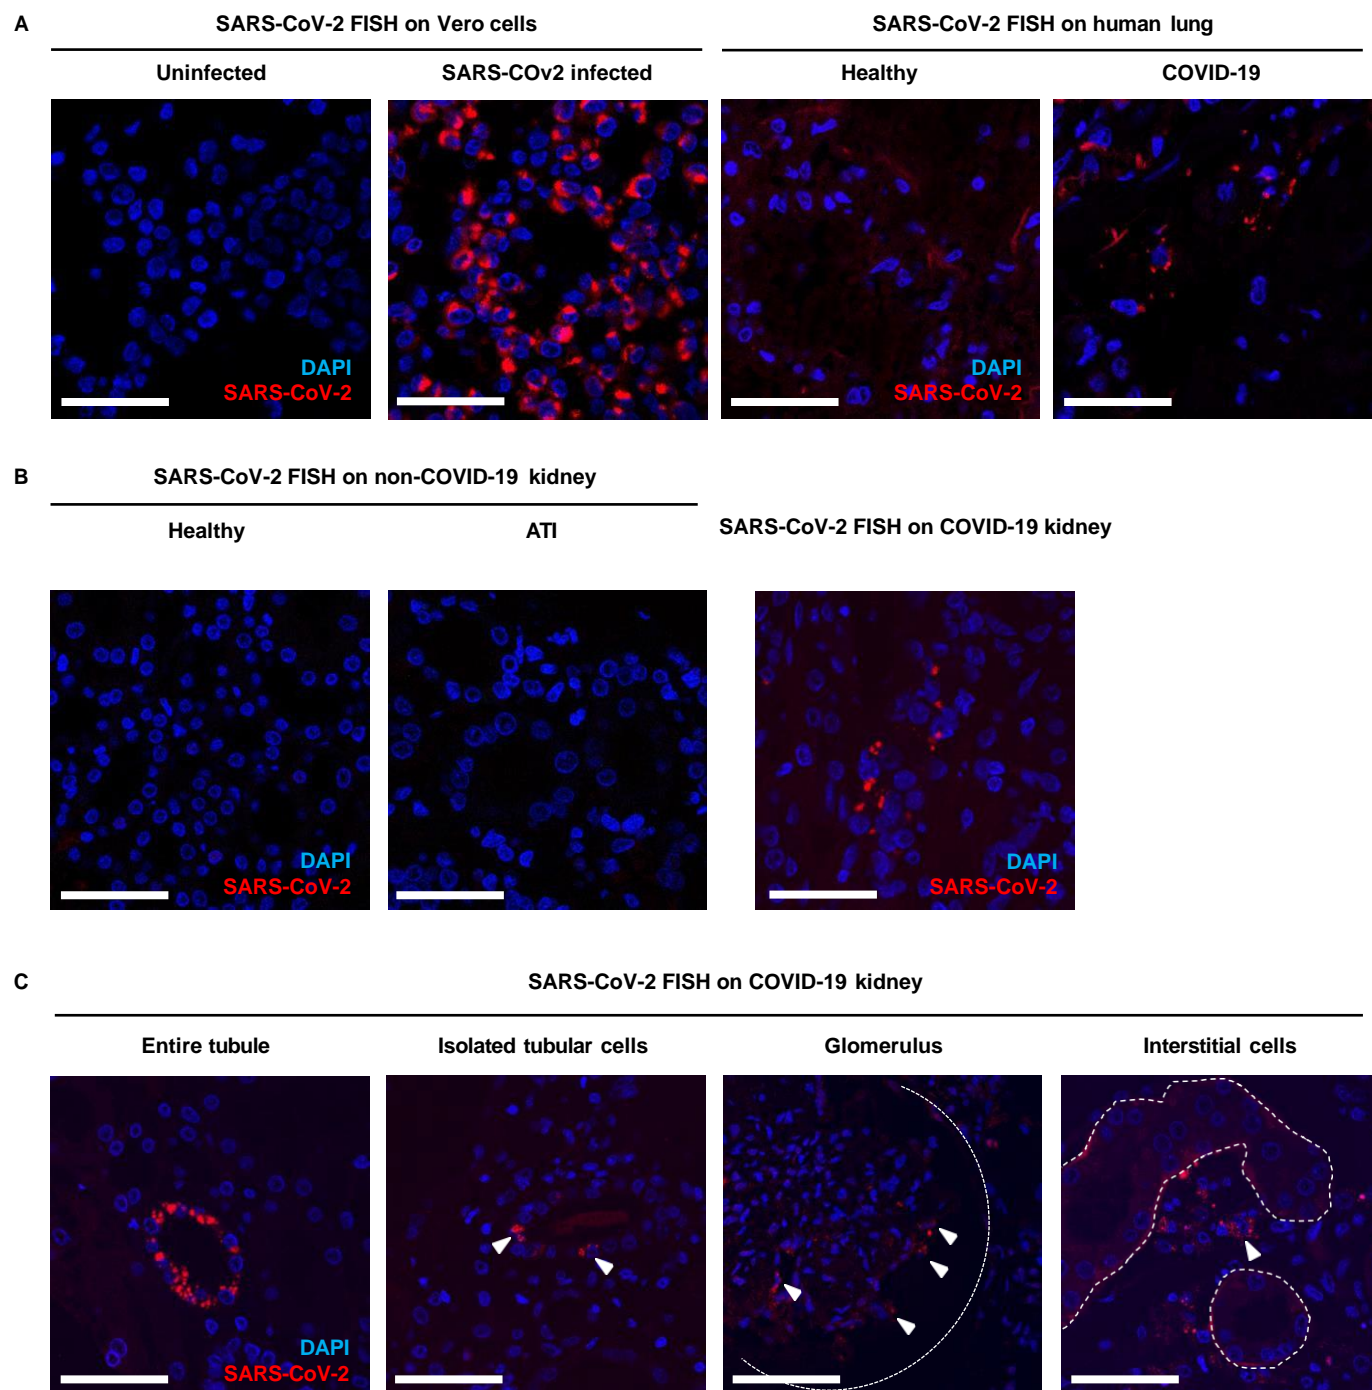 A
SARS-CoV-2 FISH on Vero cells
SARS-CoV-2 FISH on human lung
Uninfected
SARS-COv2 infected
Healthy
COVID-19
DAPI
SARS-CoV-2
DAPI
SARS-CoV-2
B
SARS-CoV-2 FISH on non-COVID-19 kidney
Healthy
ATI
SARS-CoV-2 FISH on COVID-19 kidney
DAPI
SARS-CoV-2
DAPI
SARS-CoV-2
C
SARS-CoV-2 FISH on COVID-19 kidney
Entire tubule
Isolated tubular cells
Glomerulus
Interstitial cells
DAPI
SARS-CoV-2